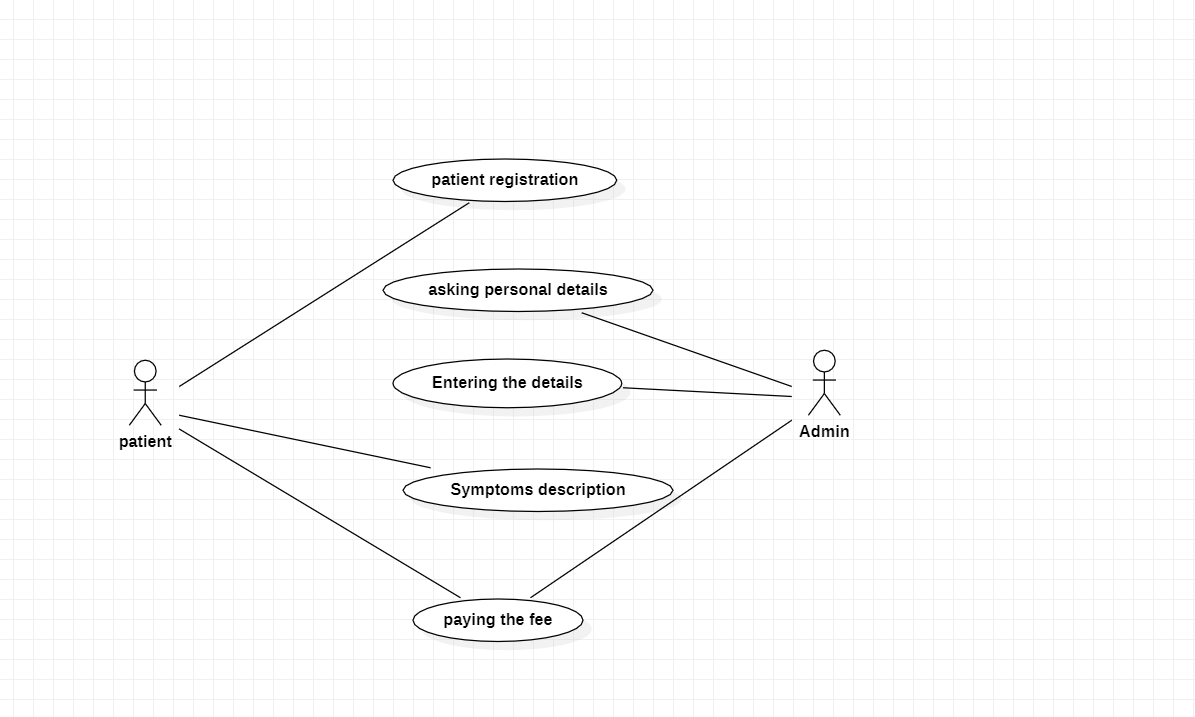 patient registration
asking personal details
Entering the details
patient
Admin
Symptoms description
paying the fee